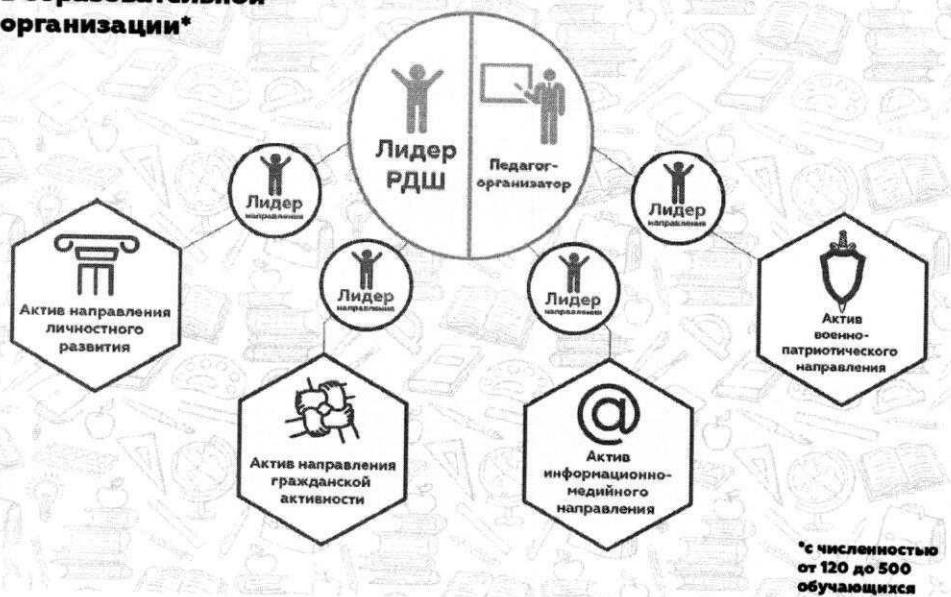 в образовательной
организации*
Лидер
РДШ
Педагог-
организатор
Лидер
направления
Лидер
направления
Лидер
направления
Лидер
направления
Актив направления
личностного
развития
Актив направления
гражданской
активности
@
Актив
информационно-
медийного
направления
Актив
военно-
патриотического
направления
*с численностью
от 120 до 500
обучающихся